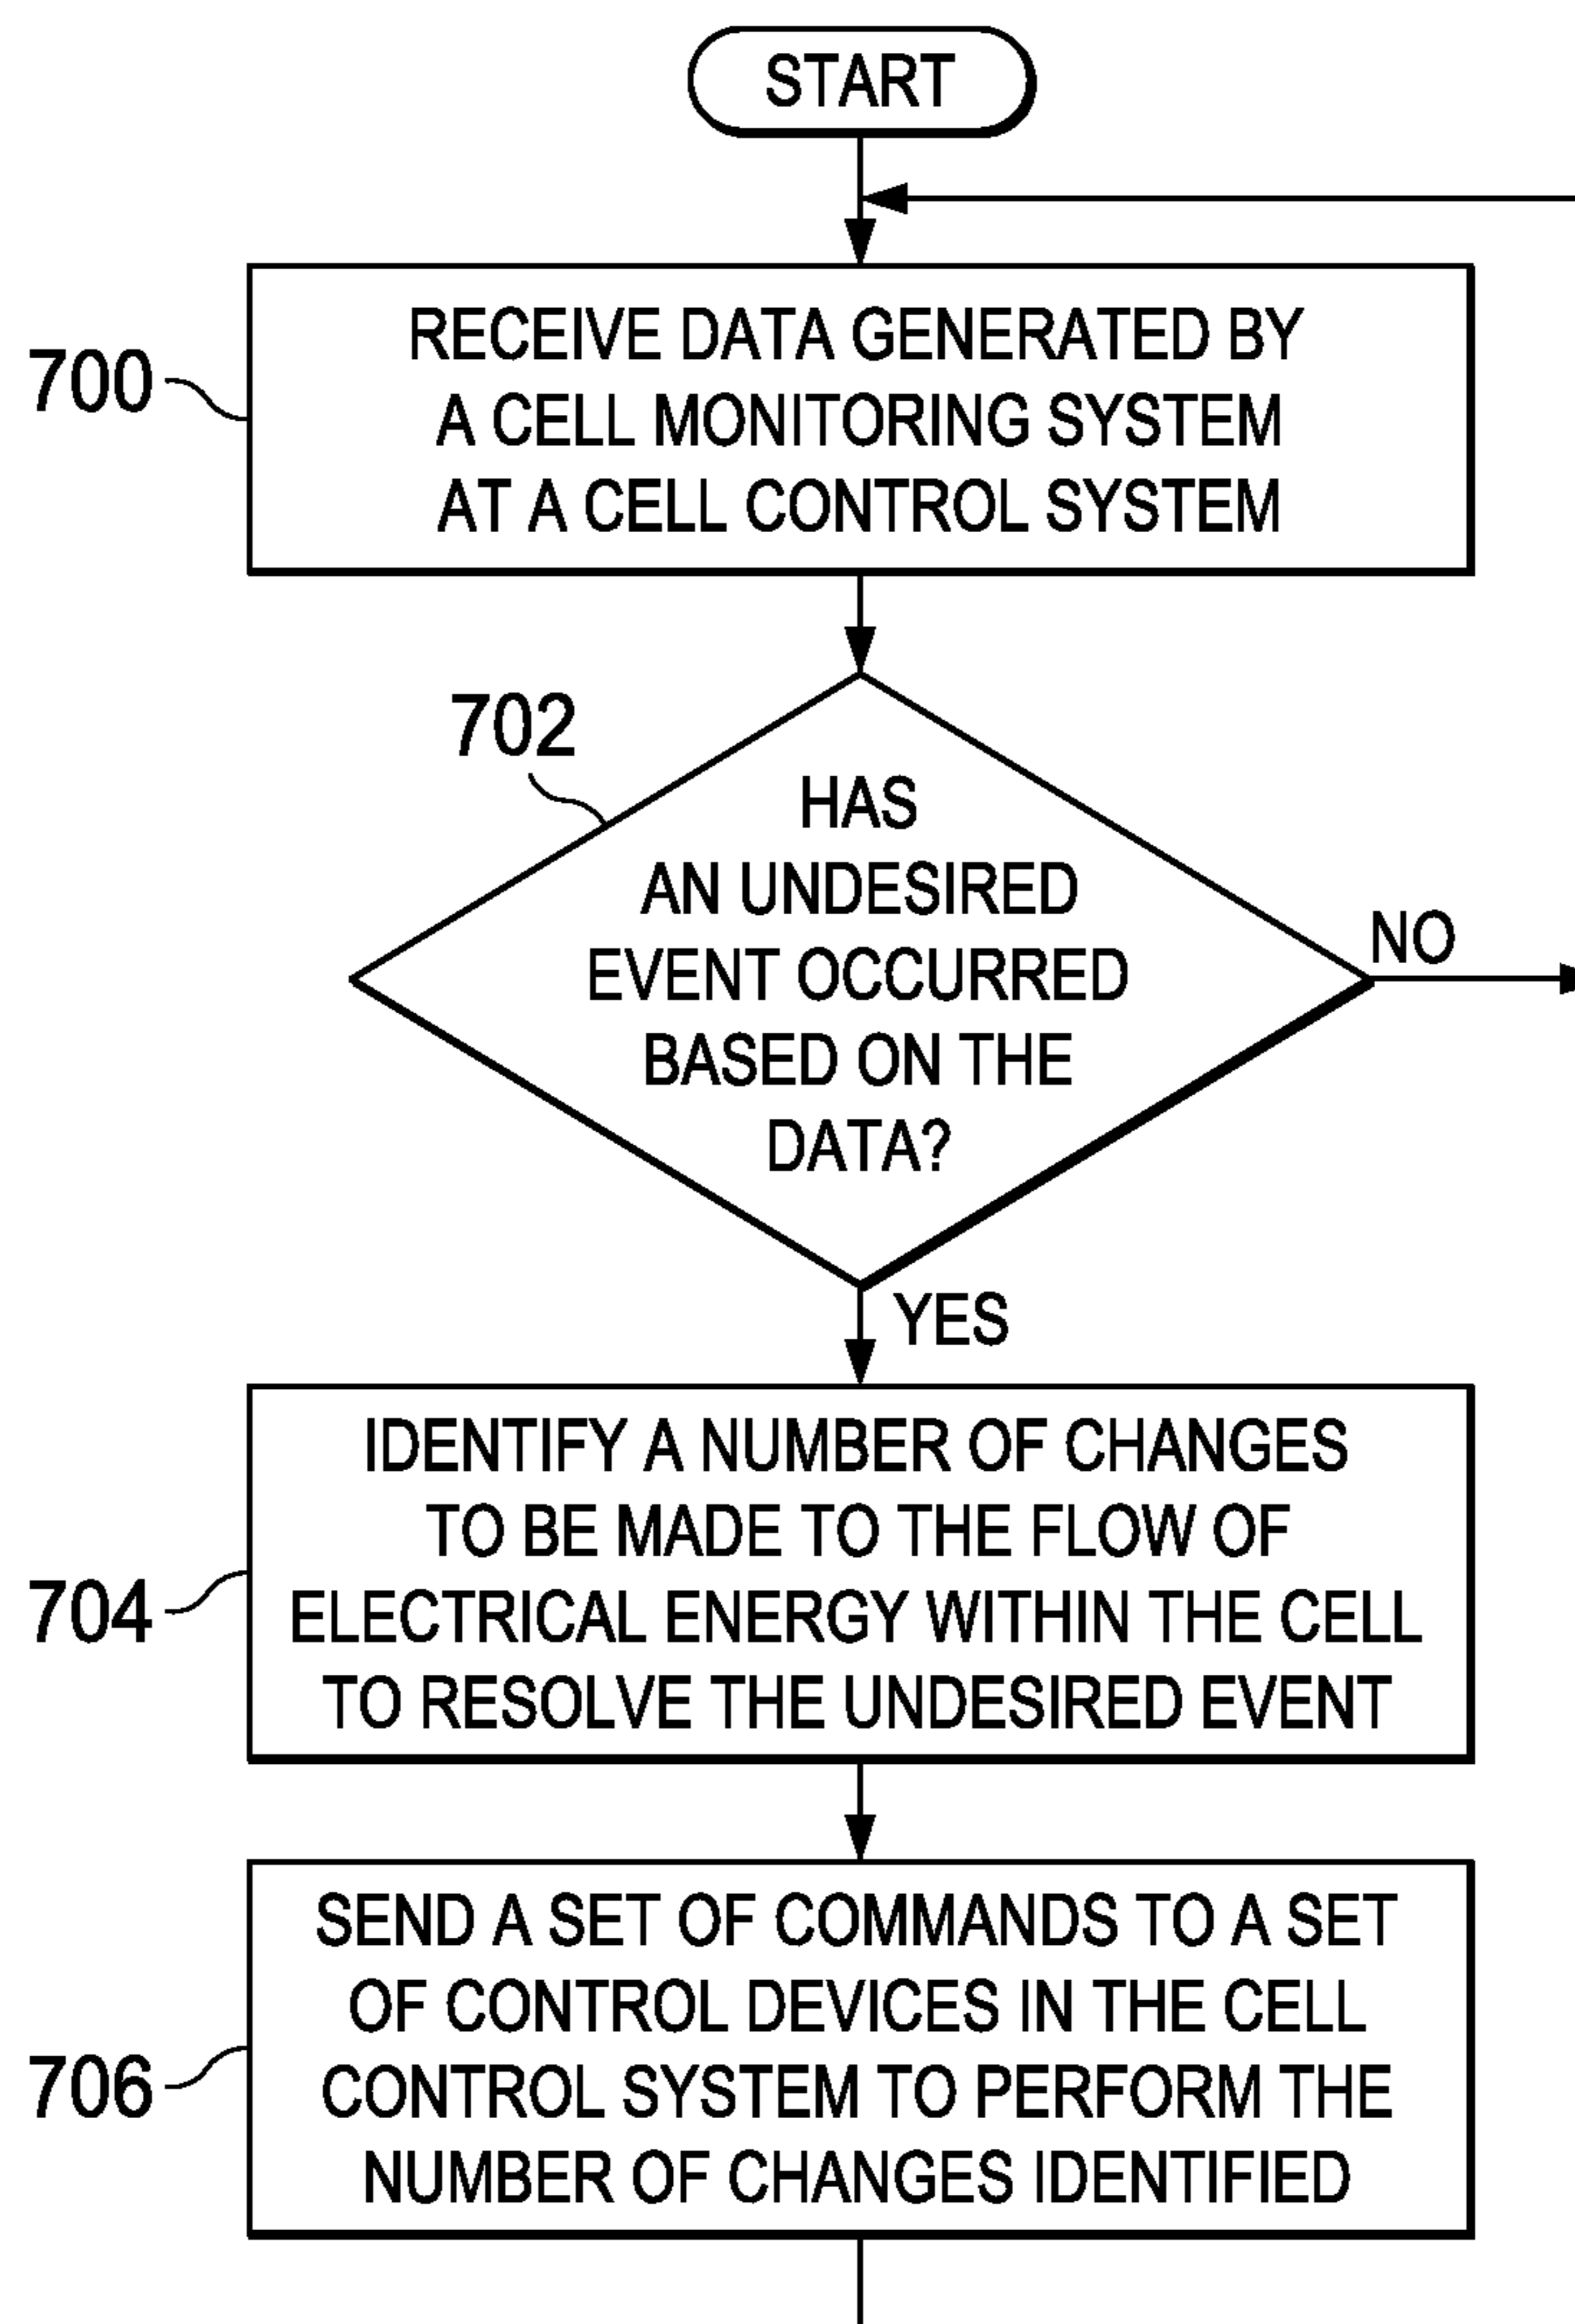 START
700
RECEIVE DATA GENERATED BY
A CELL MONITORING SYSTEM
AT A CELL CONTROL SYSTEM
702
HAS
AN UNDESIRED
EVENT OCCURRED
BASED ON THE
DATA?
NO
YES
704
IDENTIFY A NUMBER OF CHANGES
TO BE MADE TO THE FLOW OF
ELECTRICAL ENERGY WITHIN THE CELL
TO RESOLVE THE UNDESIRED EVENT
706
SEND A SET OF COMMANDS TO A SET
OF CONTROL DEVICES IN THE CELL
CONTROL SYSTEM TO PERFORM THE
NUMBER OF CHANGES IDENTIFIED